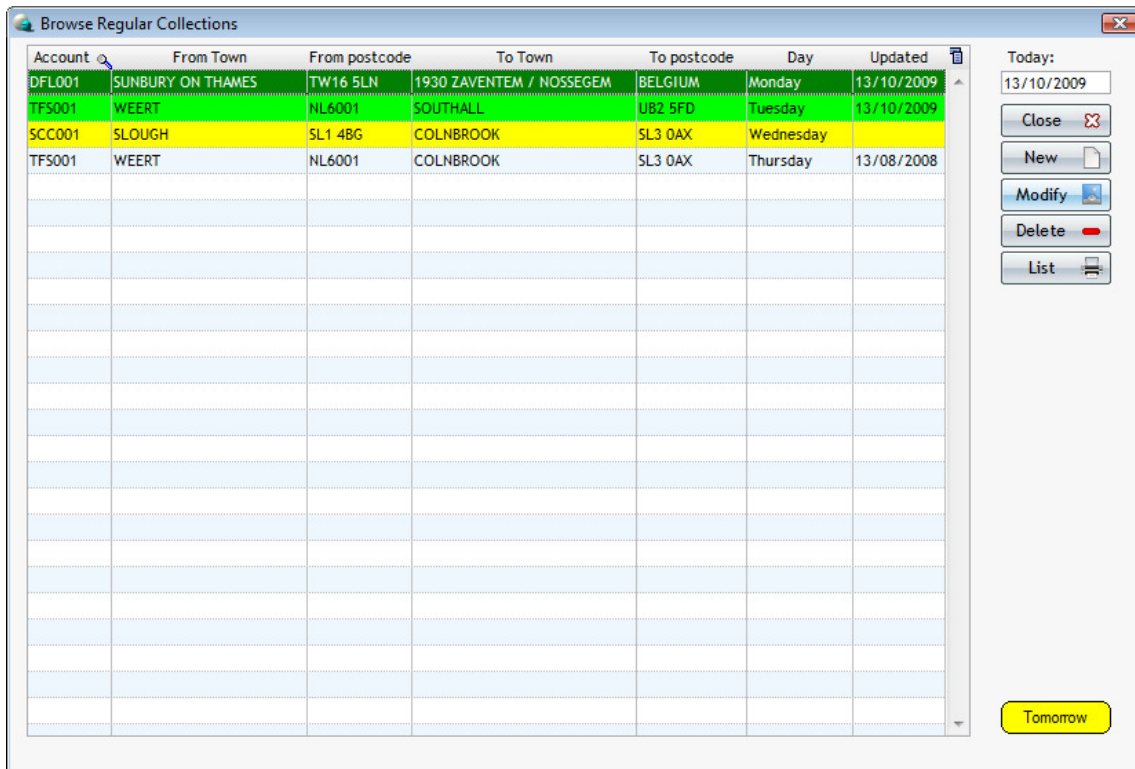 Browse Regular Collections
Account From Town From postcode To Town To postcode Day Updated
DFL001 SUNBURY ON THAMES TW16 5LN 1930 ZAVENTEM / NOSSEGEM BELGIUM Monday 13/10/2009
TFS001 WEERT NL6001 SOUTHALL UB2 5FD Tuesday 13/10/2009
SCC001 SLOUGH SL1 4BG COLNBROOK SL3 0AX Wednesday
TFS001 WEERT NL6001 COLNBROOK SL3 0AX Thursday 13/08/2008
Today:
13/10/2009
Close
New
Modify
Delete
List
Tomorrow